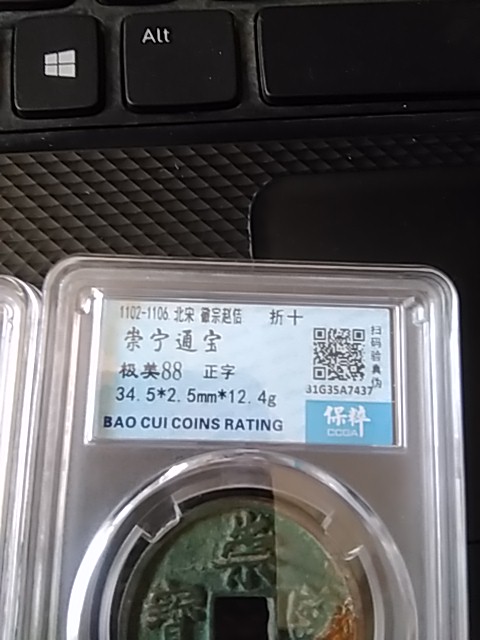 Alt
1102-1106 北宋 徽宗赵佶 折十
崇宁通宝
极美88 正字
34.5*2.5mm*12.4g
BAO CUI COINS RATING
扫码验真伪
31G35A7437
保粹
CCGA
崇